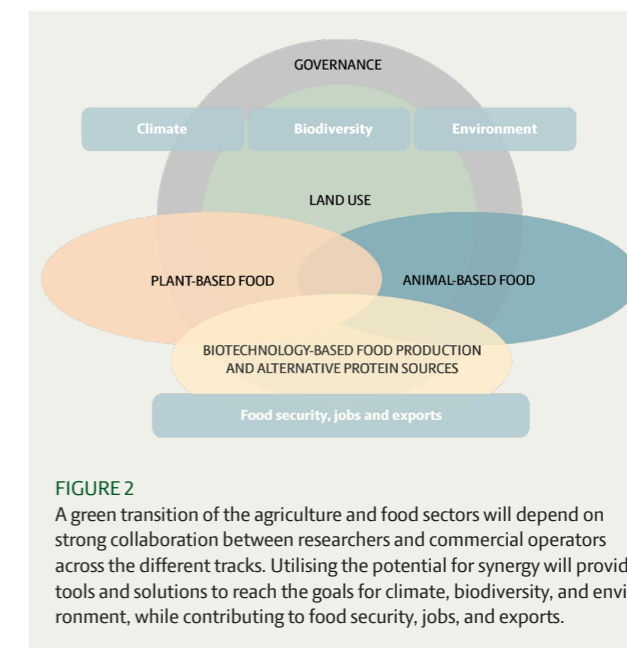 GOVERNANCE
Climate
Biodiversity
Environment
LAND USE
PLANT-BASED FOOD
ANIMAL-BASED FOOD
BIOTECHNOLOGY-BASED FOOD PRODUCTION
AND ALTERNATIVE PROTEIN SOURCES
Food security, jobs and exports
FIGURE 2
A green transition of the agriculture and food sectors will depend on
strong collaboration between researchers and commercial operators
across the different tracks. Utilising the potential for synergy will provid
tools and solutions to reach the goals for climate, biodiversity, and envi
ronment, while contributing to food security, jobs, and exports.